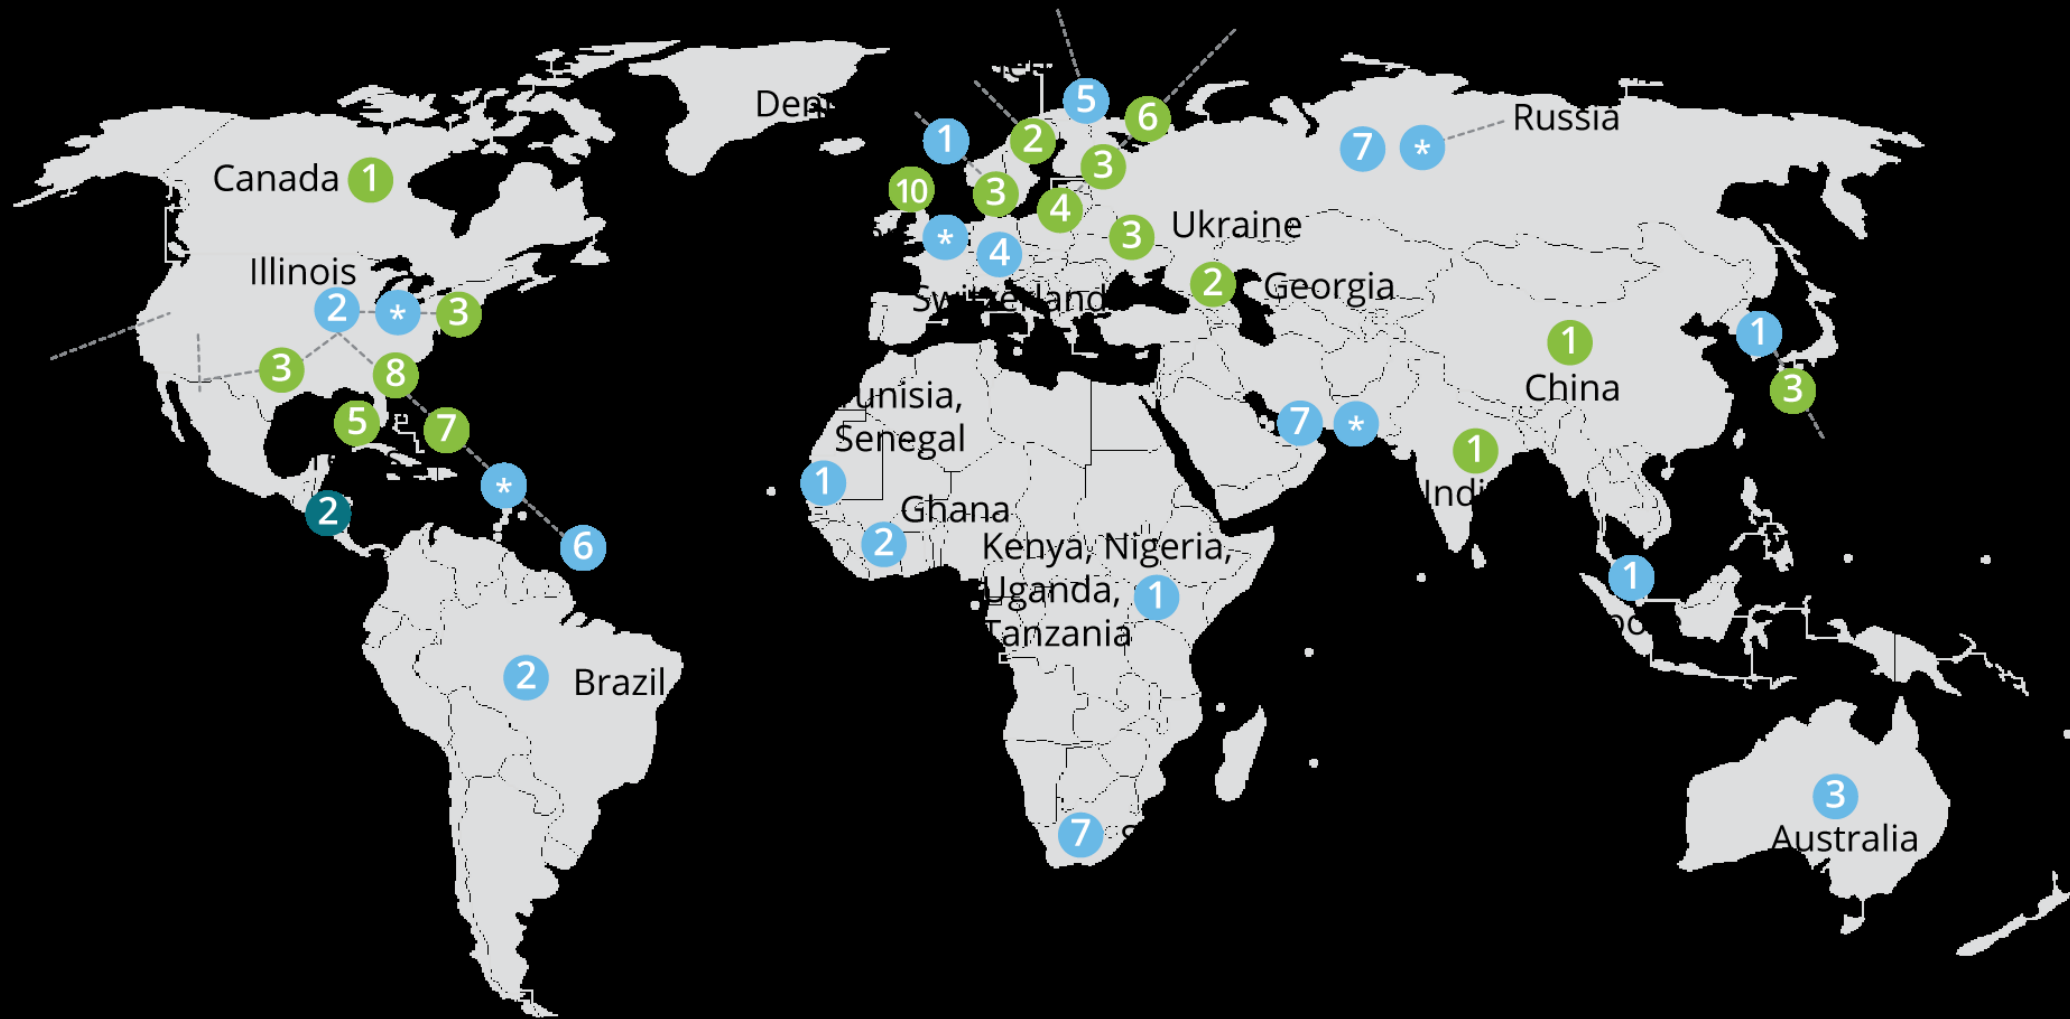 5
6
2
1
Russia
7 *
3
Canada 1
10
3
4
Ukraine
3
*
4
Illinois
2 * 3
Georgia
2
Switzerland
1
1
China
3
3
8
Senegal
5
7
7 *
1
*
1
2
Ghana
2
6
Kenya, Nigeria,
Uganda,
Tanzania
1
1
2 Brazil
3
Australia
7